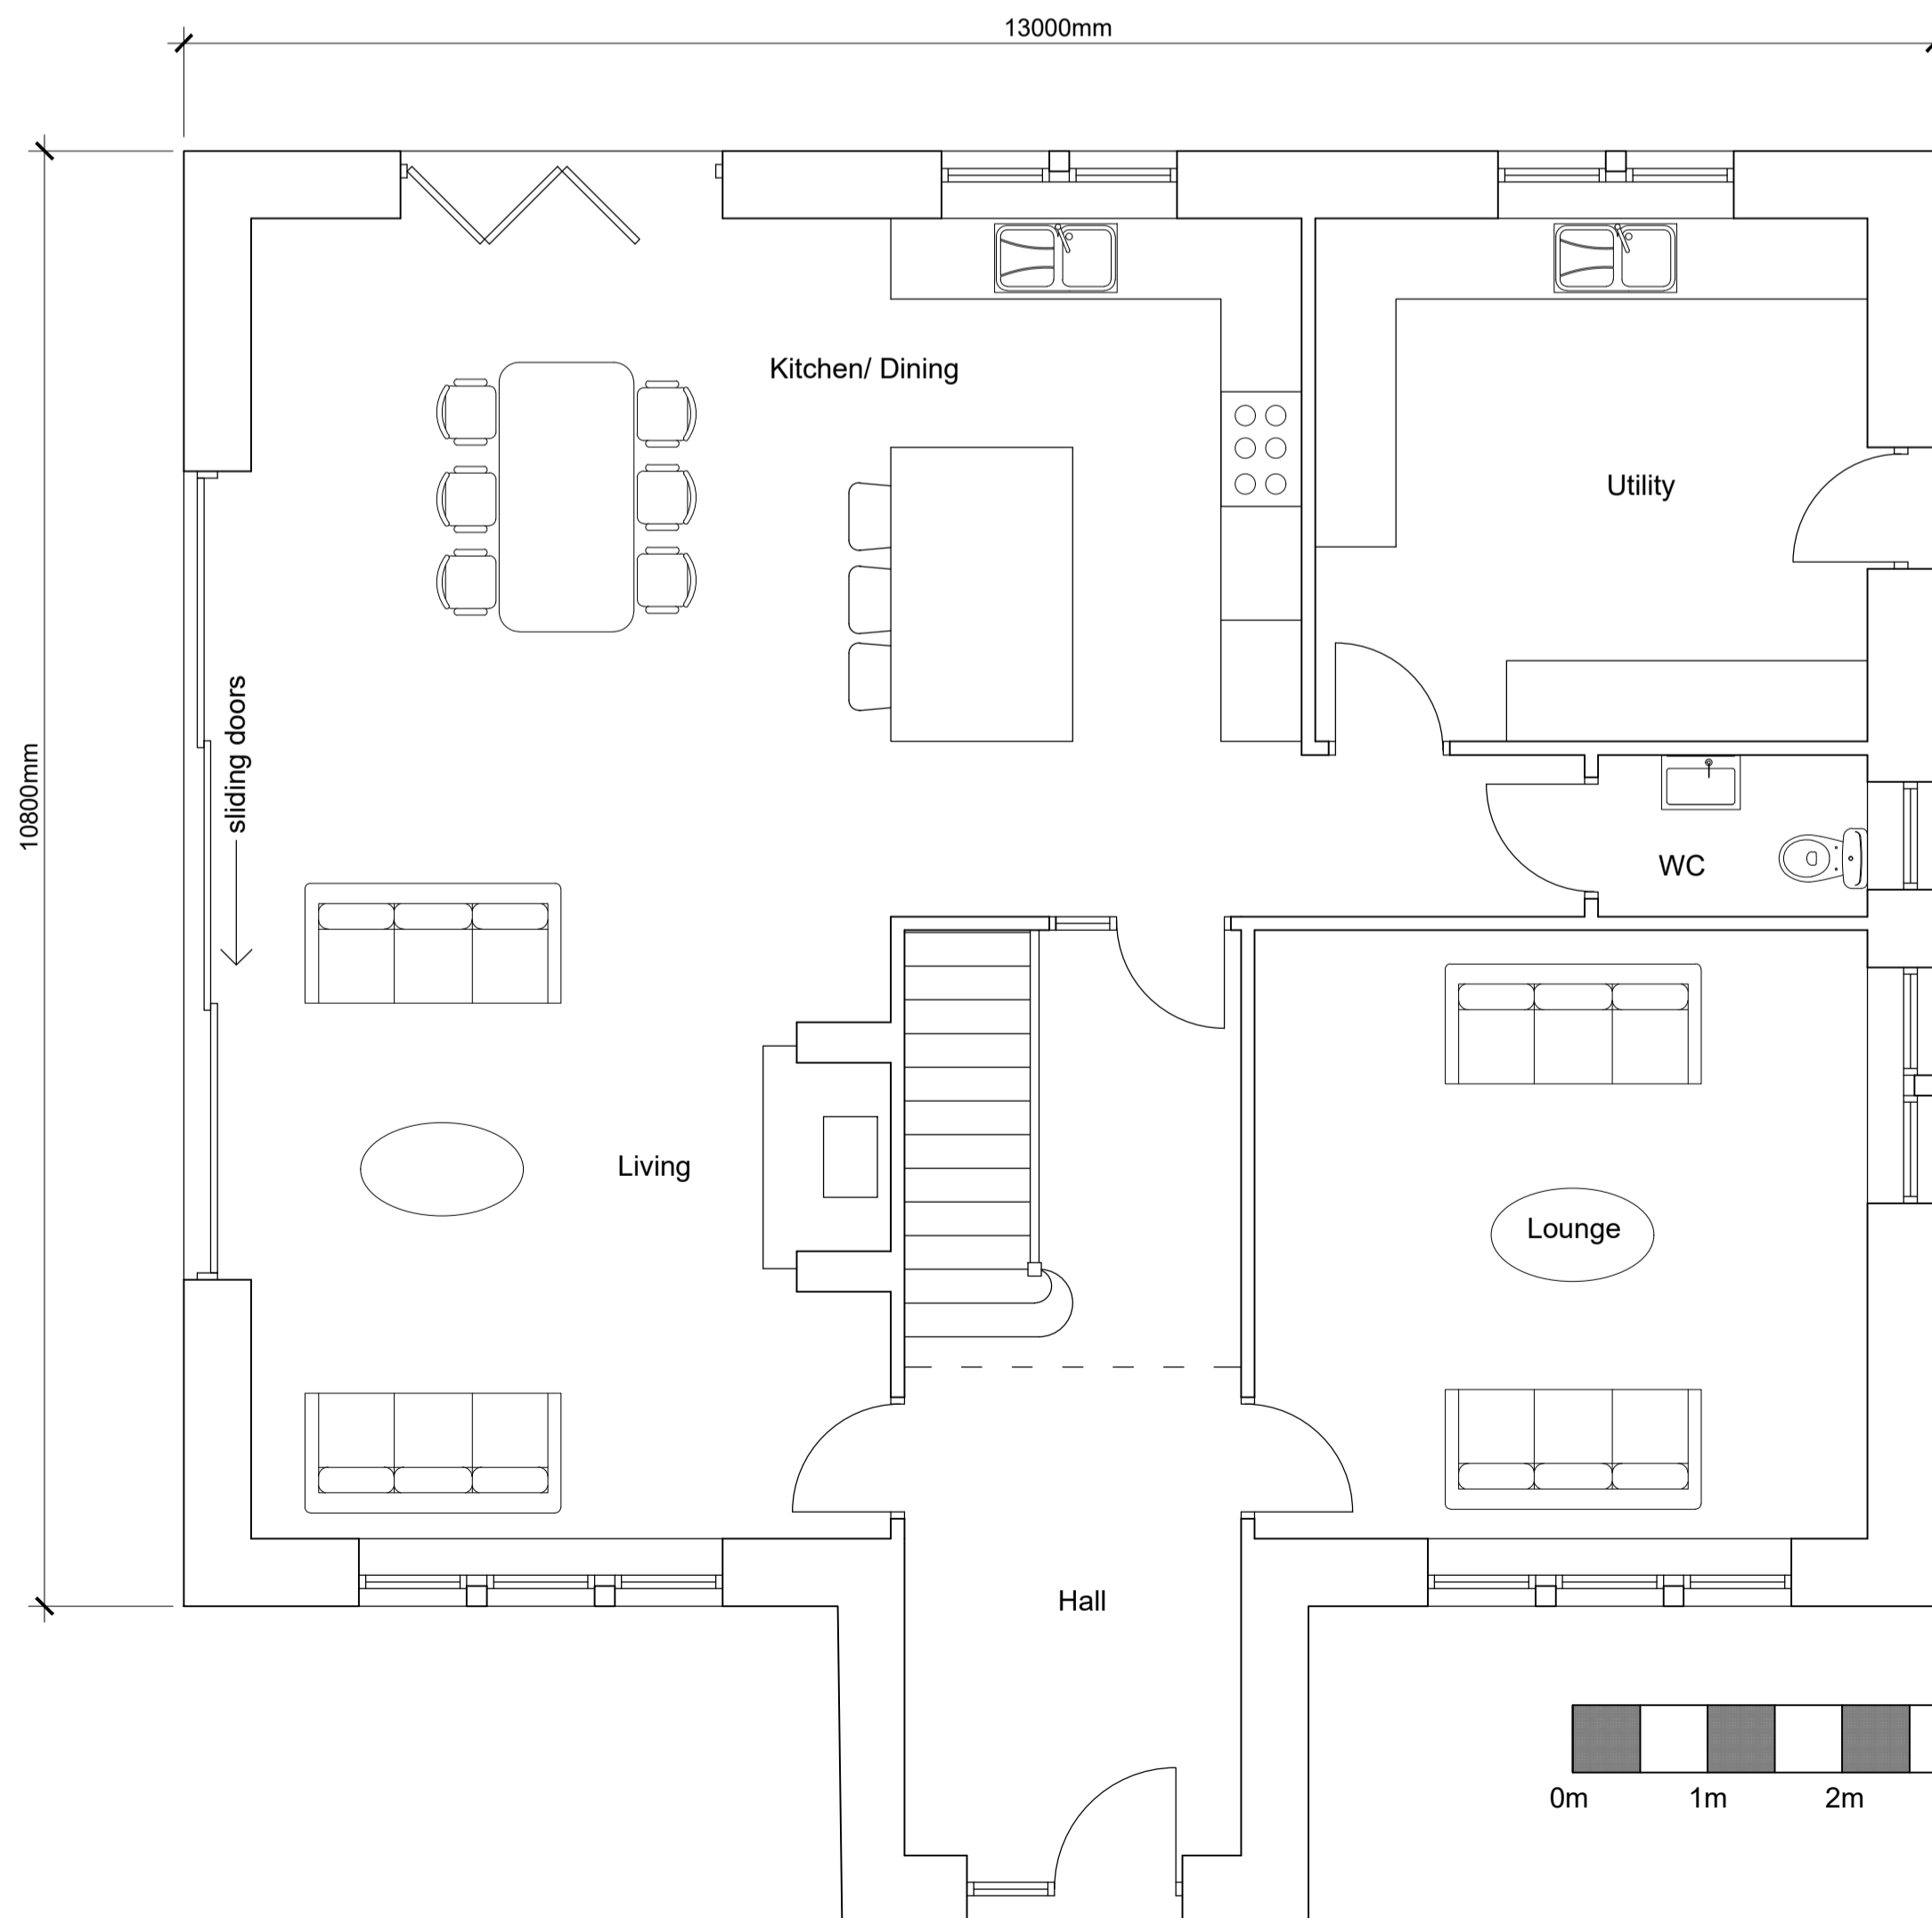 13000mm
Kitchen/ Dining
Utility
sliding doors
10800mm
WC
Living
Lounge
Hall
0m 1m 2m